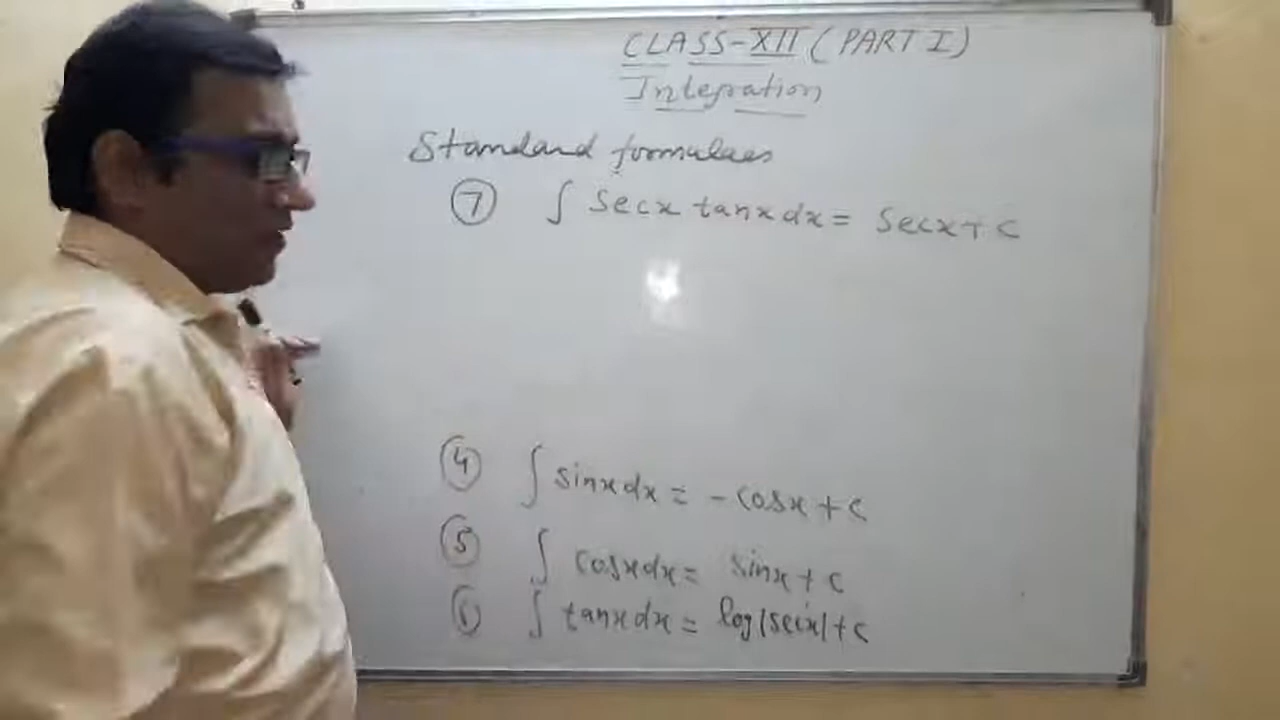 CLASS-XII (PART I)
Integration
Standard formulaes
⑦ ∫ secx tanx dx = secx + c
④ ∫ sinx dx = - cosx + c
⑤ ∫ cosx dx = sinx + c
⑥ ∫ tanx dx = log|secx| + c